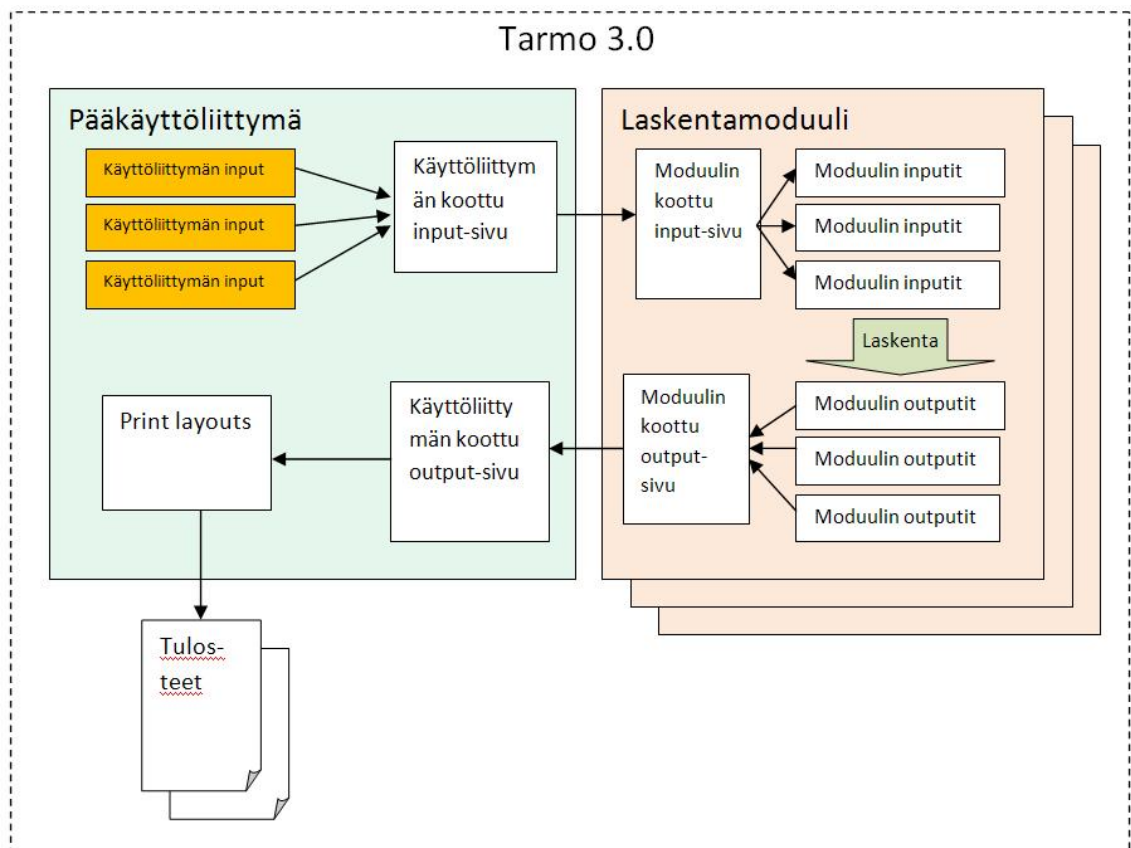 Tarmo 3.0
Pääkäyttöliittymä
Käyttöliittymän input
Käyttöliittymän input
Käyttöliittymän input
Käyttöliittym
än koottu
input-sivu
Laskentamoduuli
Moduulin
koottu
input-sivu
Moduulin inputit
Moduulin inputit
Moduulin inputit
Laskenta
Moduulin outputit
Moduulin outputit
Moduulin outputit
Moduulin
koottu
output-
sivu
Käyttöliitty
män koottu
output-sivu
Print layouts
Tulos-
teet